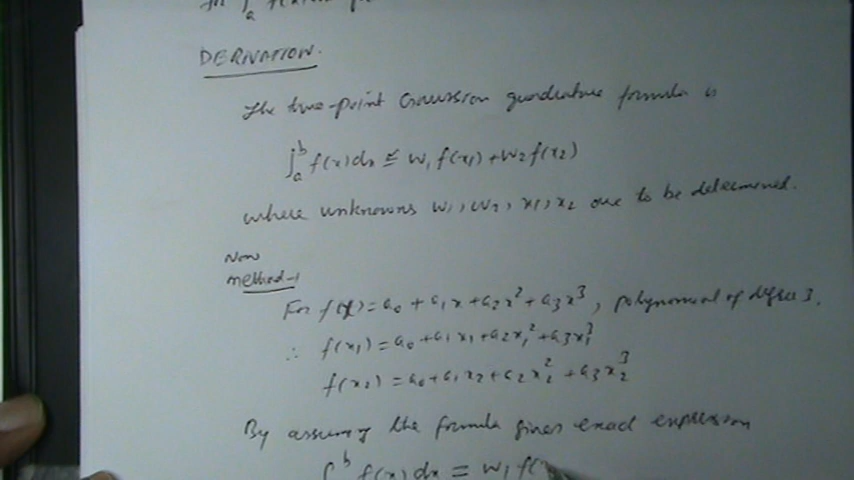 for ∫ₐ f(x)dx
DERIVATION.
The two-point Gaussian quadrature formula is
∫ₐᵇ f(x)dx ≅ w₁f(x₁)+w₂f(x₂)
where unknowns w₁, w₂, x₁, x₂ are to be determined.
Now
method-1
For f(x)=a₀+a₁x+a₂x²+a₃x³, polynomial of degree 3.
∴ f(x₁)=a₀+a₁x₁+a₂x₁²+a₃x₁³
f(x₂)=a₀+a₁x₂+a₂x₂²+a₃x₂³
By assuming the formula gives exact expression
∫ᵇ f(x)dx = w₁f(